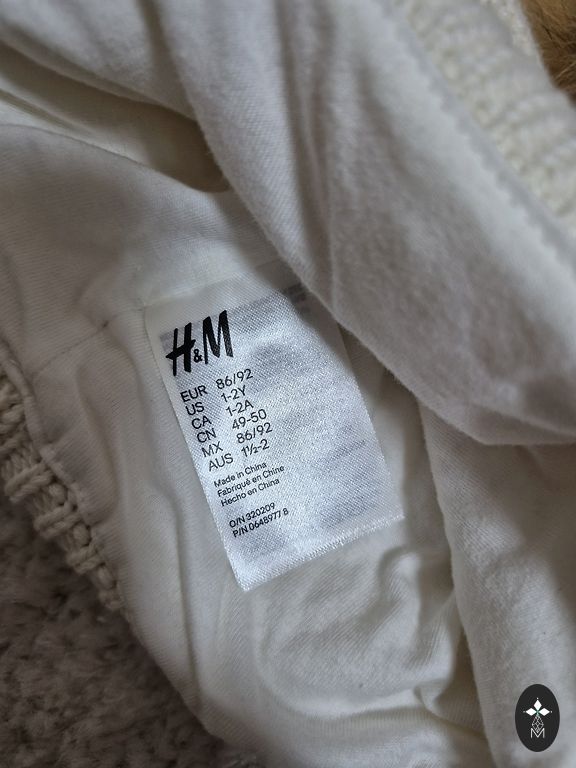 H&M
EUR 86/92
US 1-2Y
CA 1-2A
CN 49-50
MX 86/92
AUS 1½-2
Made in China
Fabriqué en Chine
Hecho en China
O/N 320209
P/N 0648977 8
M